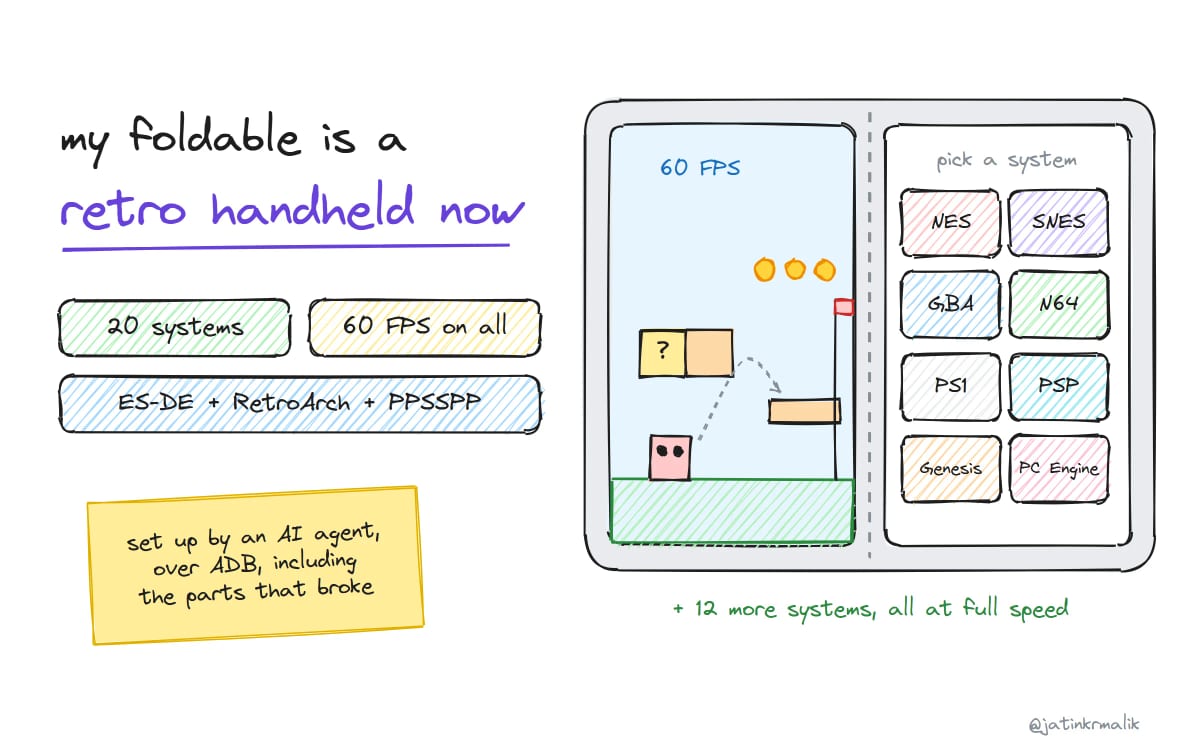 my foldable is a
retro handheld now
20 systems
60 FPS on all
ES-DE + RetroArch + PPSSPP
set up by an AI agent,
over ADB, including
the parts that broke
60 FPS
?
pick a system
NES
SNES
GBA
N64
PS1
PSP
Genesis
PC Engine
+ 12 more systems, all at full speed
@jatinkrmalik